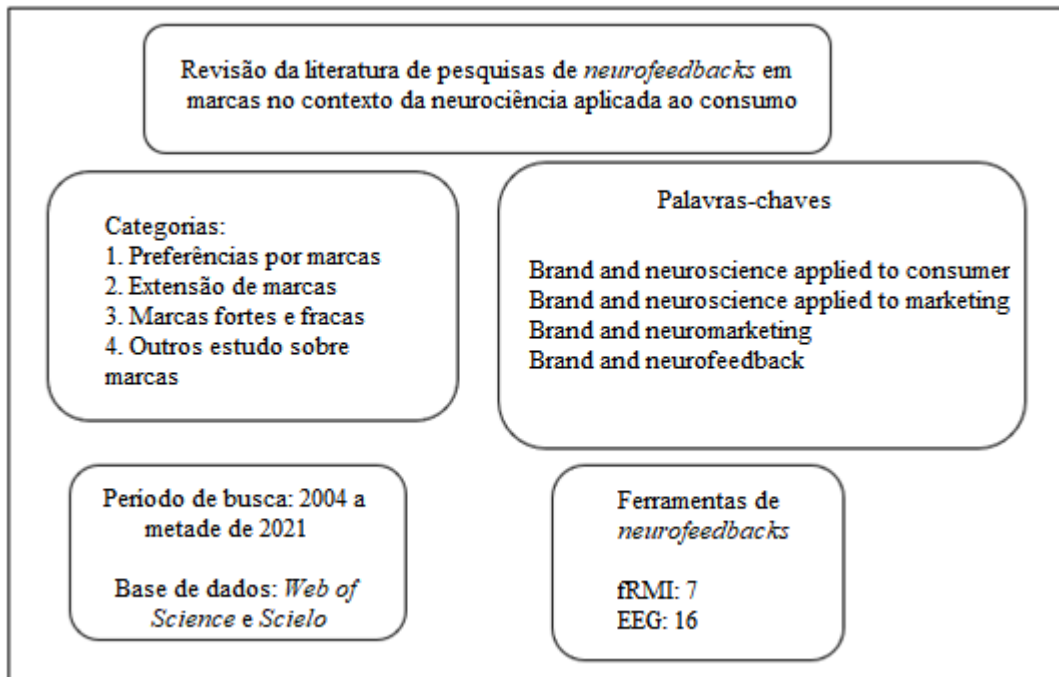 Revisão da literatura de pesquisas de neurofeedbacks em
marcas no contexto da neurociência aplicada ao consumo
Categorias:
1. Preferências por marcas
2. Extensão de marcas
3. Marcas fortes e fracas
4. Outros estudo sobre
marcas
Palavras-chaves
Brand and neuroscience applied to consumer
Brand and neuroscience applied to marketing
Brand and neuromarketing
Brand and neurofeedback
Período de busca: 2004 a
metade de 2021
Base de dados: Web of
Science e Scielo
Ferramentas de
neurofeedbacks
fRMI: 7
EEG: 16